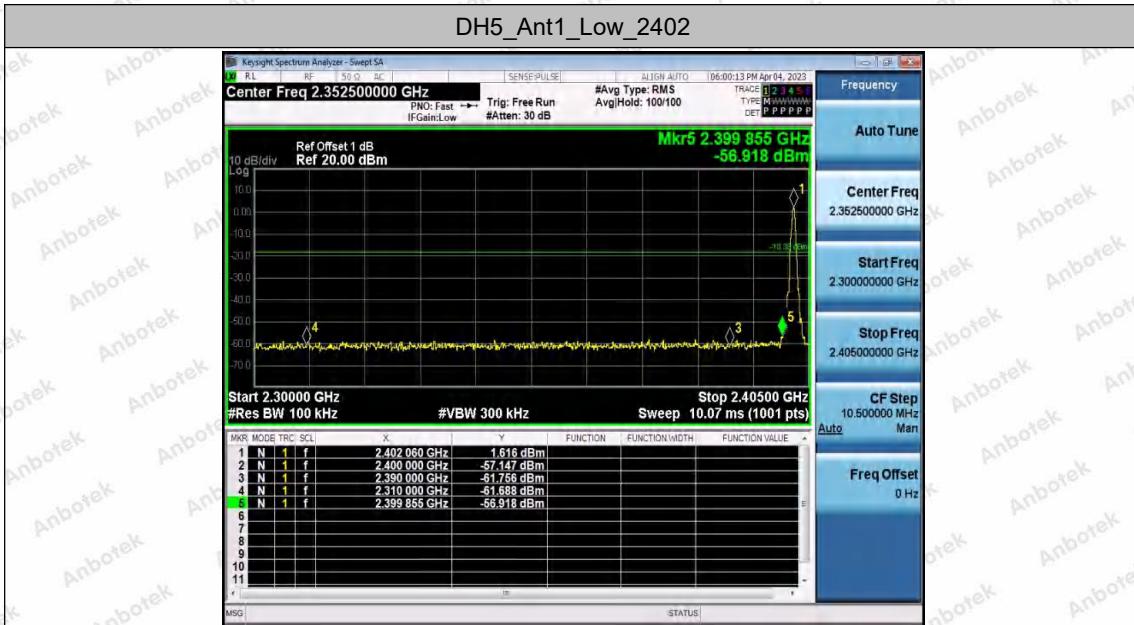 DH5_Ant1_Low_2402
Keysight Spectrum Analyzer - Swept SA
RL RF 50 Ω AC SENSE:PULSE ALIGN AUTO 06:00:13 PM Apr 04, 2023
Center Freq 2.352500000 GHz
PNO: Fast
IFGain:Low
Trig: Free Run
#Atten: 30 dB
#Avg Type: RMS
Avg|Hold: 100/100
TRACE 1 2 3 4 5 6
TYPE M WWWWW
DET P P P P P P
Mkr5 2.399 855 GHz
-56.918 dBm
Ref Offset 1 dB
10 dB/div Ref 20.00 dBm
Log
10.0
0.00
-10.0
-20.0
-30.0
-40.0
-50.0
-60.0
-70.0
1
4
3
5
Start 2.30000 GHz Stop 2.40500 GHz
#Res BW 100 kHz #VBW 300 kHz Sweep 10.07 ms (1001 pts)
MKR MODE TRC SCL X Y FUNCTION FUNCTION WIDTH FUNCTION VALUE
1 N 1 f 2.402 060 GHz 1.616 dBm
2 N 1 f 2.400 000 GHz -57.147 dBm
3 N 1 f 2.390 000 GHz -61.756 dBm
4 N 1 f 2.310 000 GHz -61.688 dBm
5 N 1 f 2.399 855 GHz -56.918 dBm
6
7
8
9
10
11
MSG STATUS
Frequency
Auto Tune
Center Freq
2.352500000 GHz
Start Freq
2.300000000 GHz
Stop Freq
2.405000000 GHz
CF Step
10.500000 MHz
Auto Man
Freq Offset
0 Hz
Anbotek